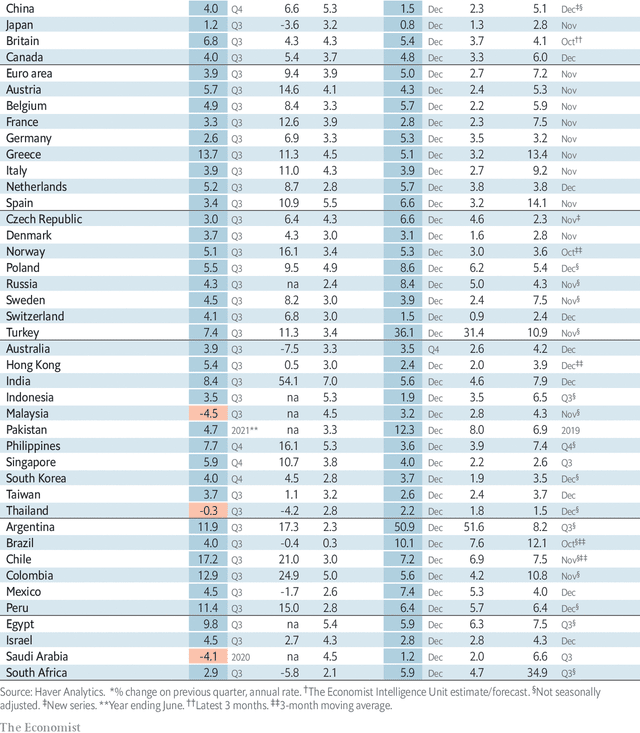 China 4.0 Q4 6.6 5.3 1.5 Dec 2.3 5.1 Dec‡§
Japan 1.2 Q3 -3.6 3.2 0.8 Dec 1.3 2.8 Nov
Britain 6.8 Q3 4.3 4.3 5.4 Dec 3.7 4.1 Oct††
Canada 4.0 Q3 5.4 3.7 4.8 Dec 3.3 6.0 Dec
Euro area 3.9 Q3 9.4 3.9 5.0 Dec 2.7 7.2 Nov
Austria 5.7 Q3 14.6 4.1 4.3 Dec 2.4 5.3 Nov
Belgium 4.9 Q3 8.4 3.3 5.7 Dec 2.2 5.9 Nov
France 3.3 Q3 12.6 3.9 2.8 Dec 2.3 7.5 Nov
Germany 2.6 Q3 6.9 3.3 5.3 Dec 3.5 3.2 Nov
Greece 13.7 Q3 11.3 4.5 5.1 Dec 3.2 13.4 Nov
Italy 3.9 Q3 11.0 4.3 3.9 Dec 2.7 9.2 Nov
Netherlands 5.2 Q3 8.7 2.8 5.7 Dec 3.8 3.8 Dec
Spain 3.4 Q3 10.9 5.5 6.6 Dec 3.2 14.1 Nov
Czech Republic 3.0 Q3 6.4 4.3 6.6 Dec 4.6 2.3 Nov‡
Denmark 3.7 Q3 4.3 3.0 3.1 Dec 1.6 2.8 Nov
Norway 5.1 Q3 16.1 3.4 5.3 Dec 3.0 3.6 Oct‡‡
Poland 5.5 Q3 9.5 4.9 8.6 Dec 6.2 5.4 Dec§
Russia 4.3 Q3 na 2.4 8.4 Dec 5.0 4.3 Nov§
Sweden 4.5 Q3 8.2 3.0 3.9 Dec 2.4 7.5 Nov§
Switzerland 4.1 Q3 6.8 3.0 1.5 Dec 0.9 2.4 Dec
Turkey 7.4 Q3 11.3 3.4 36.1 Dec 31.4 10.9 Nov§
Australia 3.9 Q3 -7.5 3.3 3.5 Q4 2.6 4.2 Dec
Hong Kong 5.4 Q3 0.5 3.0 2.4 Dec 2.0 3.9 Dec‡‡
India 8.4 Q3 54.1 7.0 5.6 Dec 4.6 7.9 Dec
Indonesia 3.5 Q3 na 5.3 1.9 Dec 3.5 6.5 Q3§
Malaysia -4.5 Q3 na 4.5 3.2 Dec 2.8 4.3 Nov§
Pakistan 4.7 2021** na 3.3 12.3 Dec 8.0 6.9 2019
Philippines 7.7 Q4 16.1 5.3 3.6 Dec 3.9 7.4 Q4§
Singapore 5.9 Q4 10.7 3.8 4.0 Dec 2.2 2.6 Q3
South Korea 4.0 Q4 4.5 2.8 3.7 Dec 1.9 3.5 Dec§
Taiwan 3.7 Q3 1.1 3.2 2.6 Dec 2.4 3.7 Dec
Thailand -0.3 Q3 -4.2 2.8 2.2 Dec 1.8 1.5 Dec§
Argentina 11.9 Q3 17.3 2.3 50.9 Dec 51.6 8.2 Q3§
Brazil 4.0 Q3 -0.4 0.3 10.1 Dec 7.6 12.1 Oct§‡‡
Chile 17.2 Q3 21.0 3.0 7.2 Dec 6.9 7.5 Nov§‡‡
Colombia 12.9 Q3 24.9 5.0 5.6 Dec 4.2 10.8 Nov§
Mexico 4.5 Q3 -1.7 2.6 7.4 Dec 5.3 4.0 Dec
Peru 11.4 Q3 15.0 2.8 6.4 Dec 5.7 6.4 Dec§
Egypt 9.8 Q3 na 5.4 5.9 Dec 6.3 7.5 Q3§
Israel 4.5 Q3 2.7 4.3 2.8 Dec 2.8 4.3 Dec
Saudi Arabia -4.1 2020 na 4.5 1.2 Dec 2.0 6.6 Q3
South Africa 2.9 Q3 -5.8 2.1 5.9 Dec 4.7 34.9 Q3§
Source: Haver Analytics. *% change on previous quarter, annual rate. †The Economist Intelligence Unit estimate/forecast. §Not seasonally
adjusted. ‡New series. **Year ending June. ††Latest 3 months. ‡‡3-month moving average.
The Economist